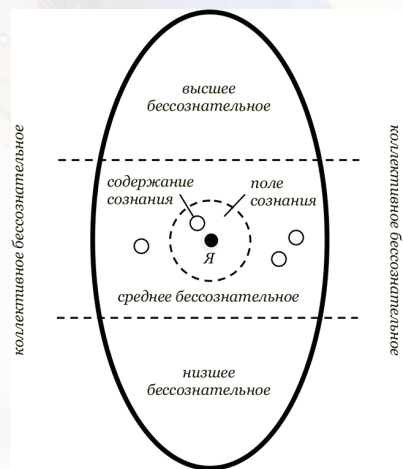 высшее
бессознательное
коллективное бессознательное
коллективное бессознательное
содержание
сознания
поле
сознания
Я
среднее бессознательное
низшее
бессознательное